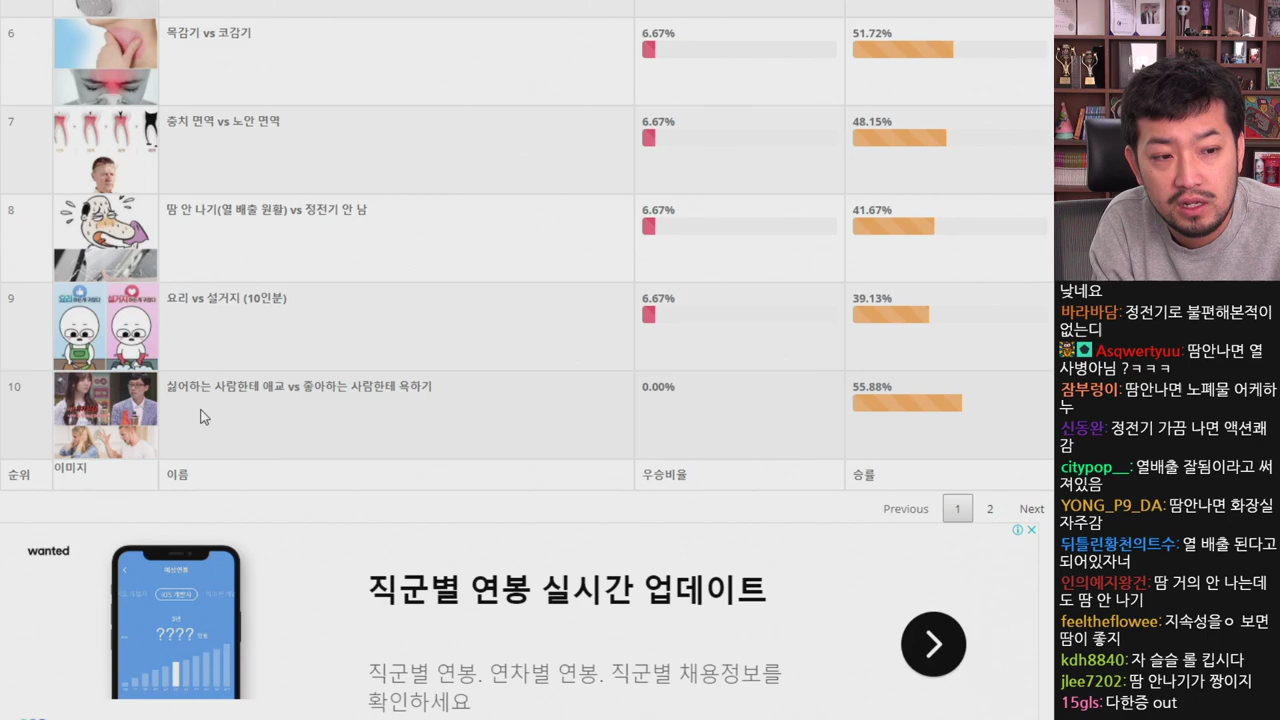 6
목감기 vs 코감기
6.67%
51.72%
7
충치 면역 vs 노안 면역
6.67%
48.15%
8
땀 안 나기(열 배출 원활) vs 정전기 안 남
6.67%
41.67%
9
요리 vs 설거지 (10인분)
6.67%
39.13%
10
싫어하는 사람한테 애교 vs 좋아하는 사람한테 욕하기
0.00%
55.88%
순위
이미지
이름
우승비율
승률
Previous
1
2
Next
wanted
????
직군별 연봉 실시간 업데이트
직군별 연봉. 연차별 연봉. 직군별 채용정보를
확인하세요
낮네요
바라바담: 정전기로 불편해본적이
없는디
Asqwertyuu: 땀안나면 열
사병아님 ?ㅋㅋㅋ
잠부렁이: 땀안나면 노폐물 어케하
누
신동완: 정전기 가끔 나면 액션쾌
감
citypop__: 열배출 잘됨이라고 써
져있음
YONG_P9_DA: 땀안나면 화장실
자주감
뒤틀린황천의트수: 열 배출 된다고
되어있자너
인의예지왕건: 땀 거의 안 나는데
도 땀 안 나기
feeltheflowee: 지속성을ㅇ 보면
땀이 좋지
kdh8840: 자 슬슬 롤 킵시다
jlee7202: 땀 안나기가 짱이지
15gls: 다한증 out